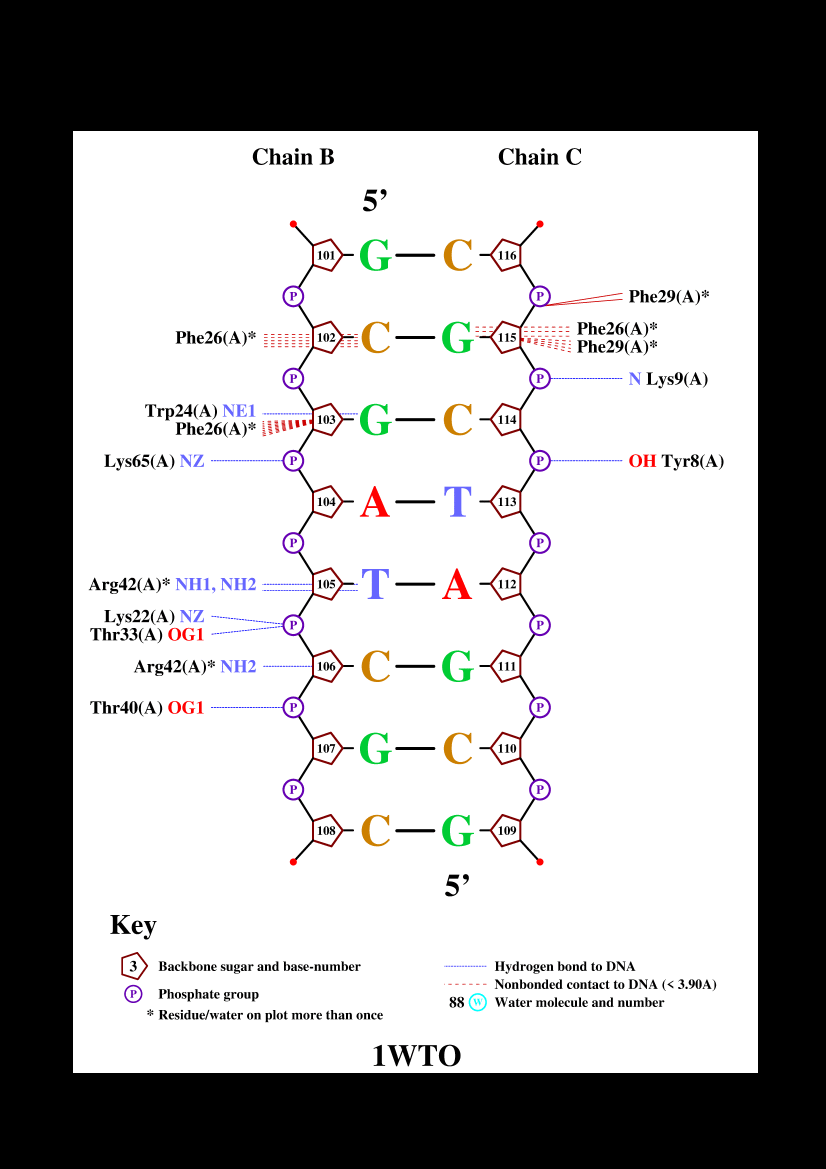 Chain B Chain C
5’
101 G C 116
P P Phe29(A)*
Phe26(A)* 102 C G 115 Phe26(A)*
Phe29(A)*
P P N Lys9(A)
Trp24(A) NE1
Phe26(A)* 103 G C 114
Lys65(A) NZ P P OH Tyr8(A)
104 A T 113
P P
Arg42(A)* NH1, NH2 105 T A 112
Lys22(A) NZ P P
Thr33(A) OG1
Arg42(A)* NH2 106 C G 111
Thr40(A) OG1 P P
107 G C 110
P P
108 C G 109
5’
Key
3 Backbone sugar and base-number
P Phosphate group
* Residue/water on plot more than once
Hydrogen bond to DNA
Nonbonded contact to DNA (< 3.90A)
88 W Water molecule and number
1WTO